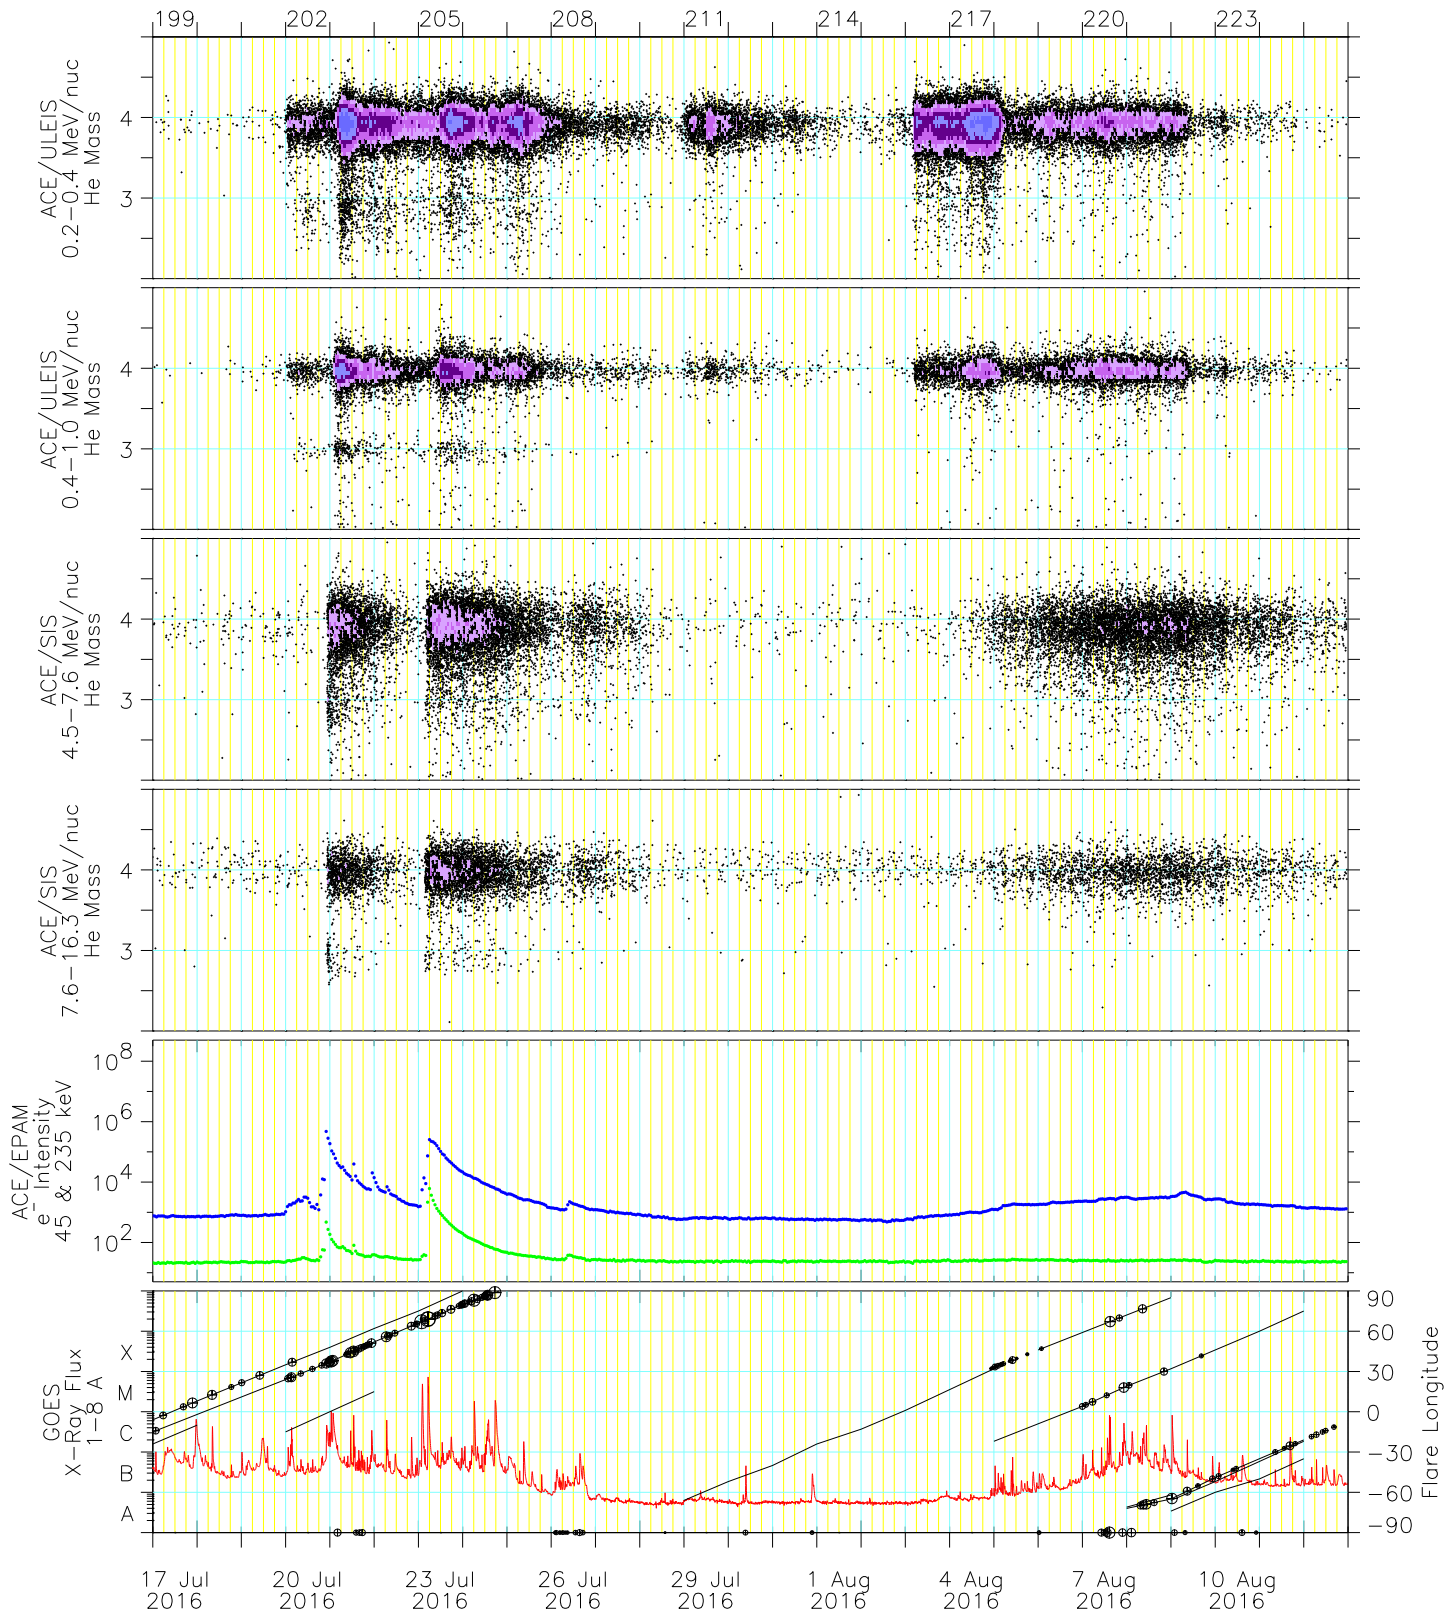 199 202 205 208 211 214 217 220 223
ACE/ULEIS
0.2−0.4 MeV/nuc
He Mass
4
3
ACE/ULEIS
0.4−1.0 MeV/nuc
He Mass
4
3
ACE/SIS
4.5−7.6 MeV/nuc
He Mass
4
3
ACE/SIS
7.6−16.3 MeV/nuc
He Mass
4
3
ACE/EPAM
e⁻ Intensity
45 & 235 keV
10⁸
10⁶
10⁴
10²
GOES
X−Ray Flux
1−8 A
X
M
C
B
A
90
60
30
0
−30
−60
−90
Flare Longitude
17 Jul 20 Jul 23 Jul 26 Jul 29 Jul 1 Aug 4 Aug 7 Aug 10 Aug
2016 2016 2016 2016 2016 2016 2016 2016 2016